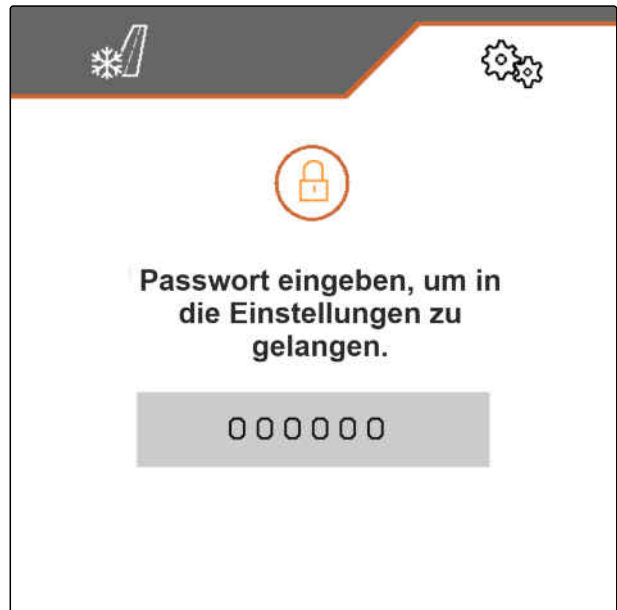 Passwort eingeben, um in
die Einstellungen zu
gelangen.
000000